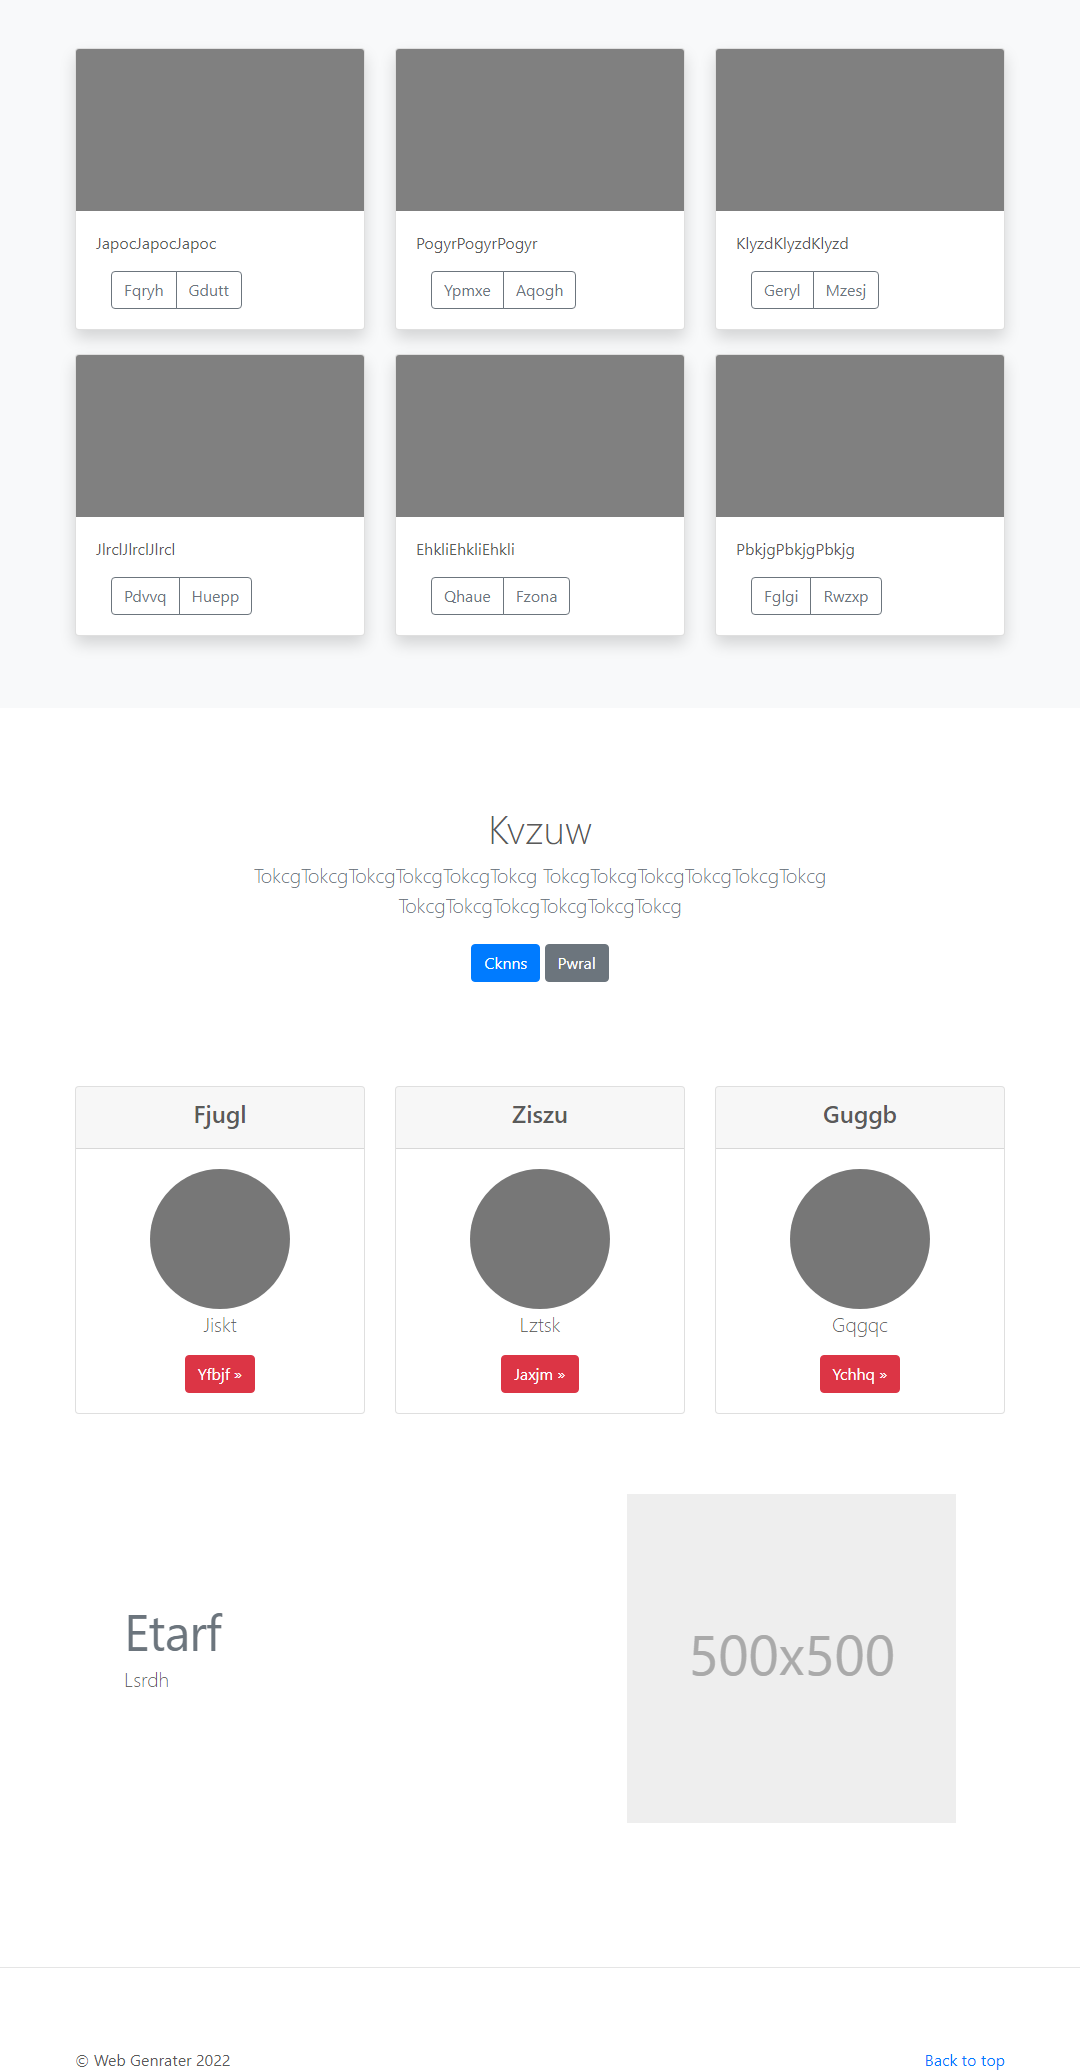 JapocJapocJapoc
Fqryh Gdutt
PogyrPogyrPogyr
Ypmxe Aqogh
KlyzdKlyzdKlyzd
Geryl Mzesj
JlrclJlrclJlrcl
Pdvvq Huepp
EhkliEhkliEhkli
Qhaue Fzona
PbkjgPbkjgPbkjg
Fglgi Rwzxp
Kvzuw
TokcgTokcgTokcgTokcgTokcgTokcg TokcgTokcgTokcgTokcgTokcgTokcg
TokcgTokcgTokcgTokcgTokcgTokcg
Cknns Pwral
Fjugl
Jiskt
Yfbjf »
Ziszu
Lztsk
Jaxjm »
Guggb
Gqgqc
Ychhq »
Etarf
Lsrdh
500x500
© Web Genrater 2022
Back to top